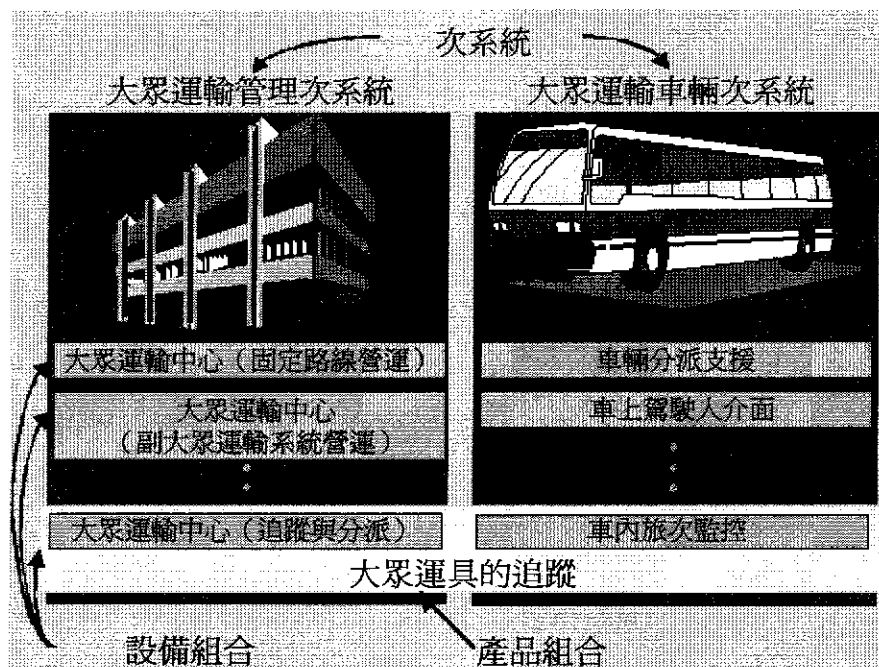 次系統
大眾運輸管理次系統
大眾運輸車輛次系統
大眾運輸中心（固定路線營運）
車輛分派支援
大眾運輸中心
（副大眾運輸系統營運）
車上駕駛人介面
大眾運輸中心（追蹤與分派）
車內旅次監控
大眾運具的追蹤
設備組合
產品組合